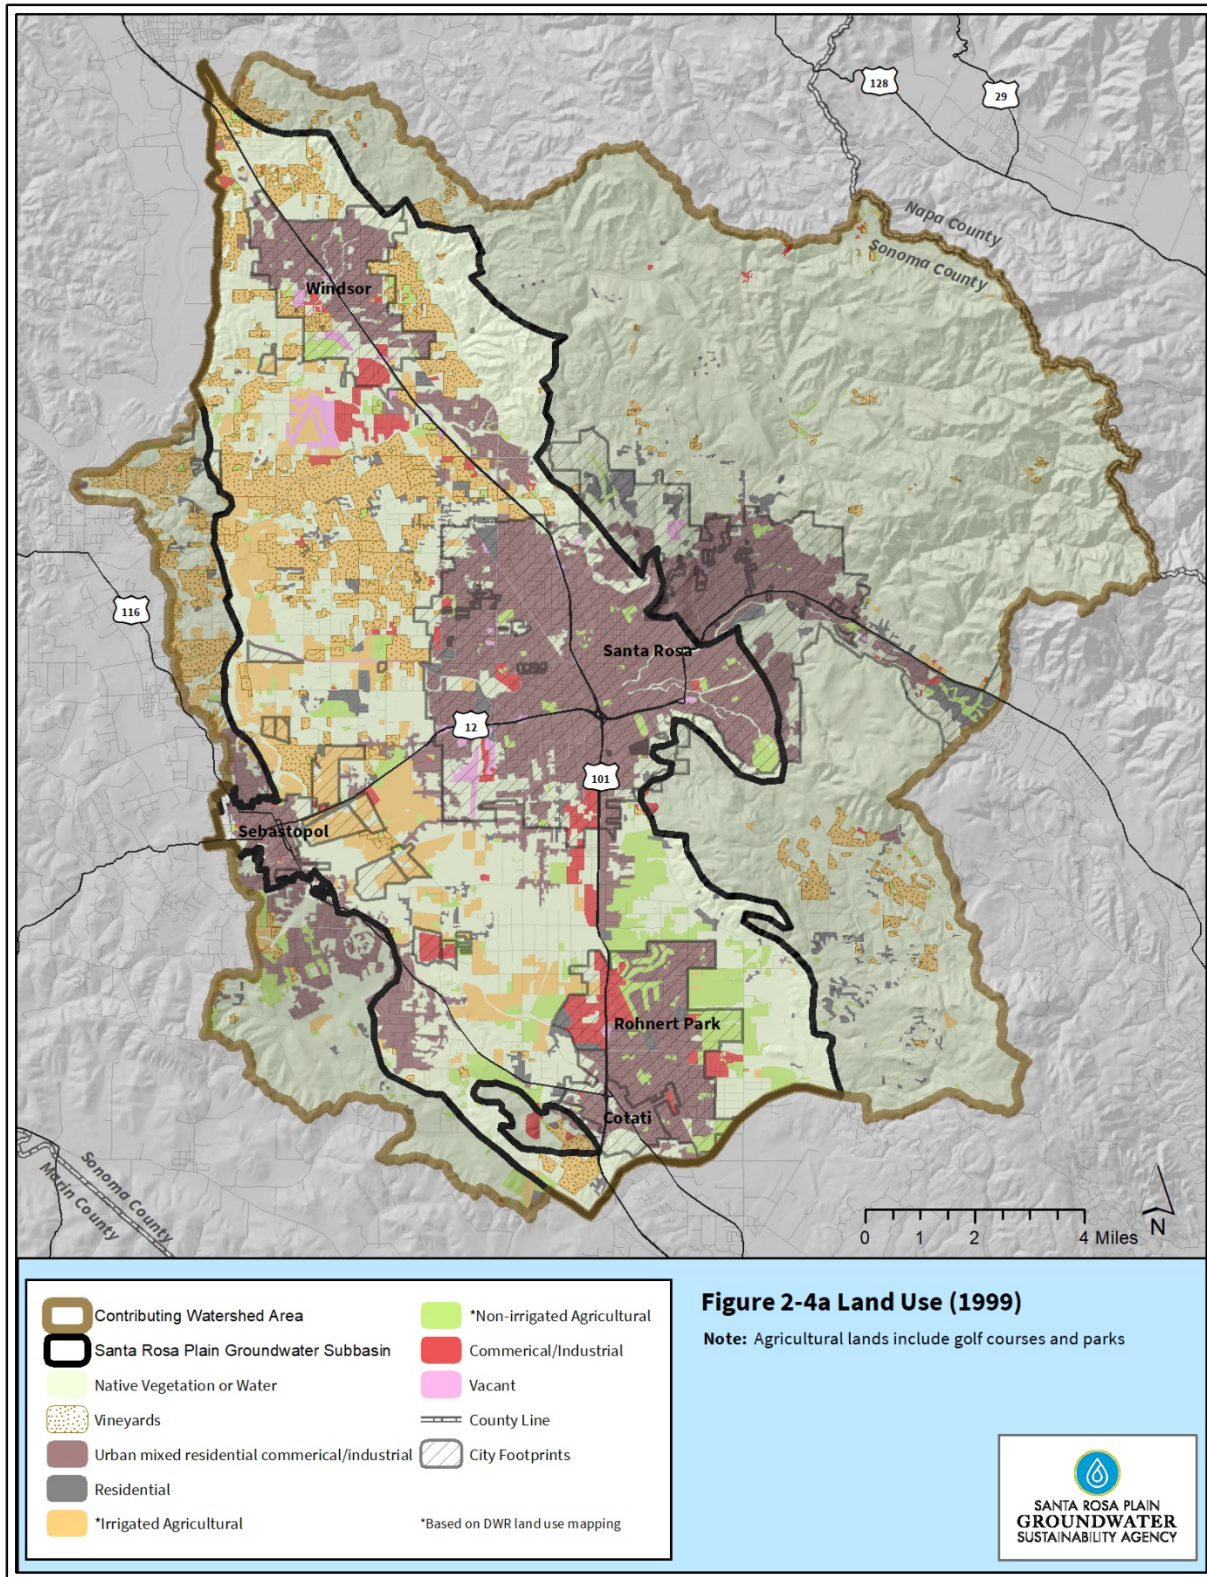 128
29
Napa County
Sonoma County
Windsor
116
Santa Rosa
12
101
Sebastopol
Rohnert Park
Cotati
Sonoma County
Marin County
0 1 2 4 Miles
N
Contributing Watershed Area
Santa Rosa Plain Groundwater Subbasin
Native Vegetation or Water
Vineyards
Urban mixed residential commerical/industrial
Residential
*Irrigated Agricultural
*Non-irrigated Agricultural
Commerical/Industrial
Vacant
County Line
City Footprints
*Based on DWR land use mapping
Figure 2-4a Land Use (1999)
Note: Agricultural lands include golf courses and parks
SANTA ROSA PLAIN
GROUNDWATER
SUSTAINABILITY AGENCY